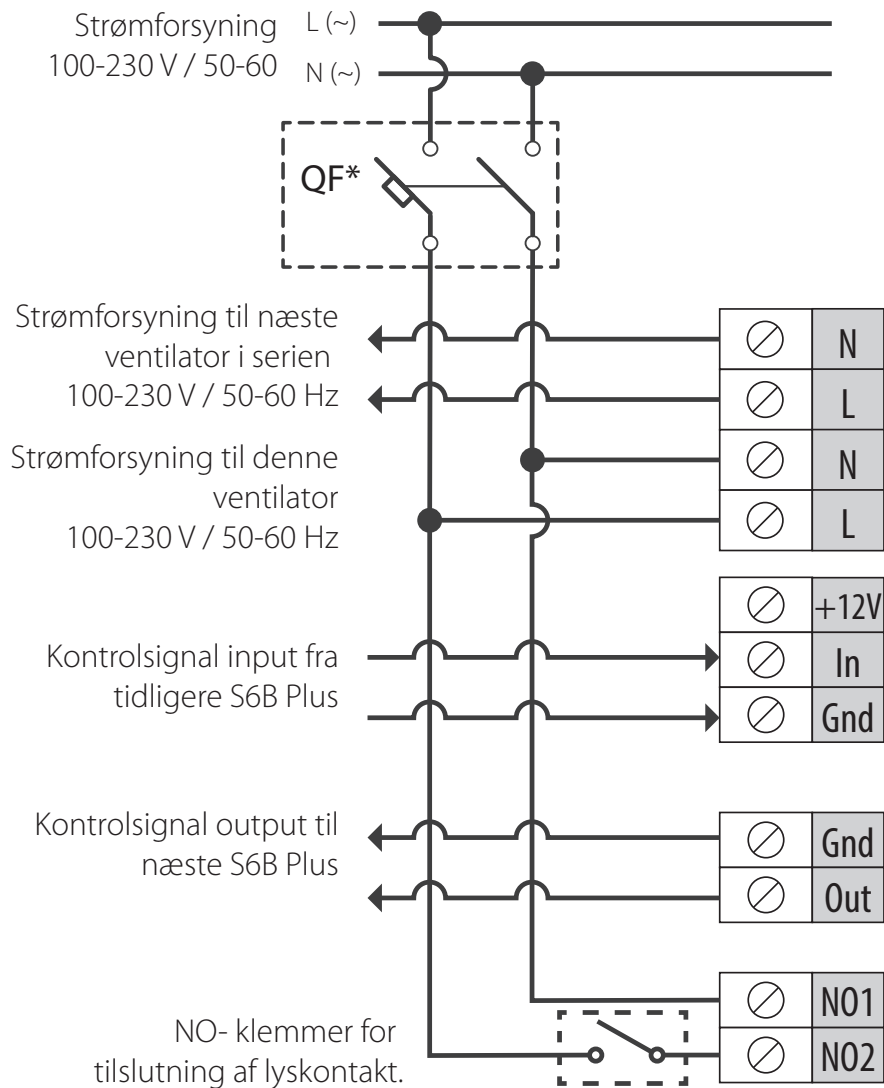 Strømforsyning
100-230 V / 50-60
L (~)
N (~)
QF*
Strømforsyning til næste
ventilator i serien
100-230 V / 50-60 Hz
N
L
Strømforsyning til denne
ventilator
100-230 V / 50-60 Hz
N
L
+12V
Kontrolsignal input fra
tidligere S6B Plus
In
Gnd
Kontrolsignal output til
næste S6B Plus
Gnd
Out
NO1
NO2
NO- klemmer for
tilslutning af lyskontakt.